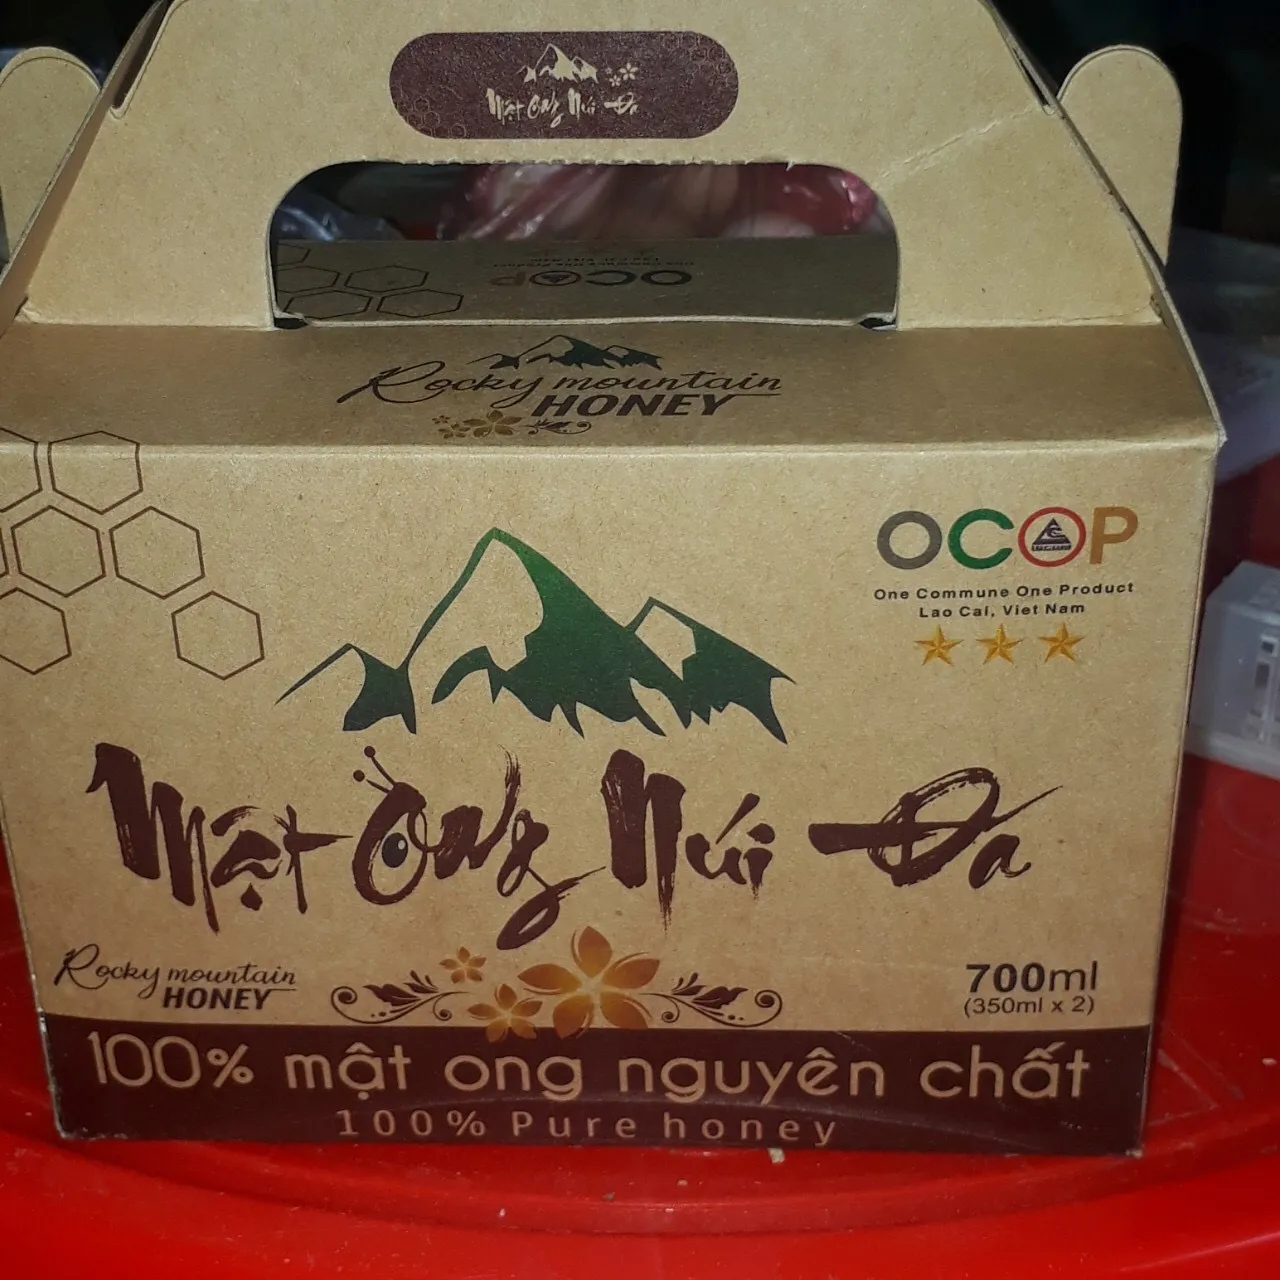 Mật Ong Núi Đá
OCOP
Rocky mountain
HONEY
OCOP
One Commune One Product
Lao Cai, Viet Nam
Mật Ong Núi Đá
Rocky mountain
HONEY
700ml
(350ml x 2)
100% mật ong nguyên chất
100% Pure honey